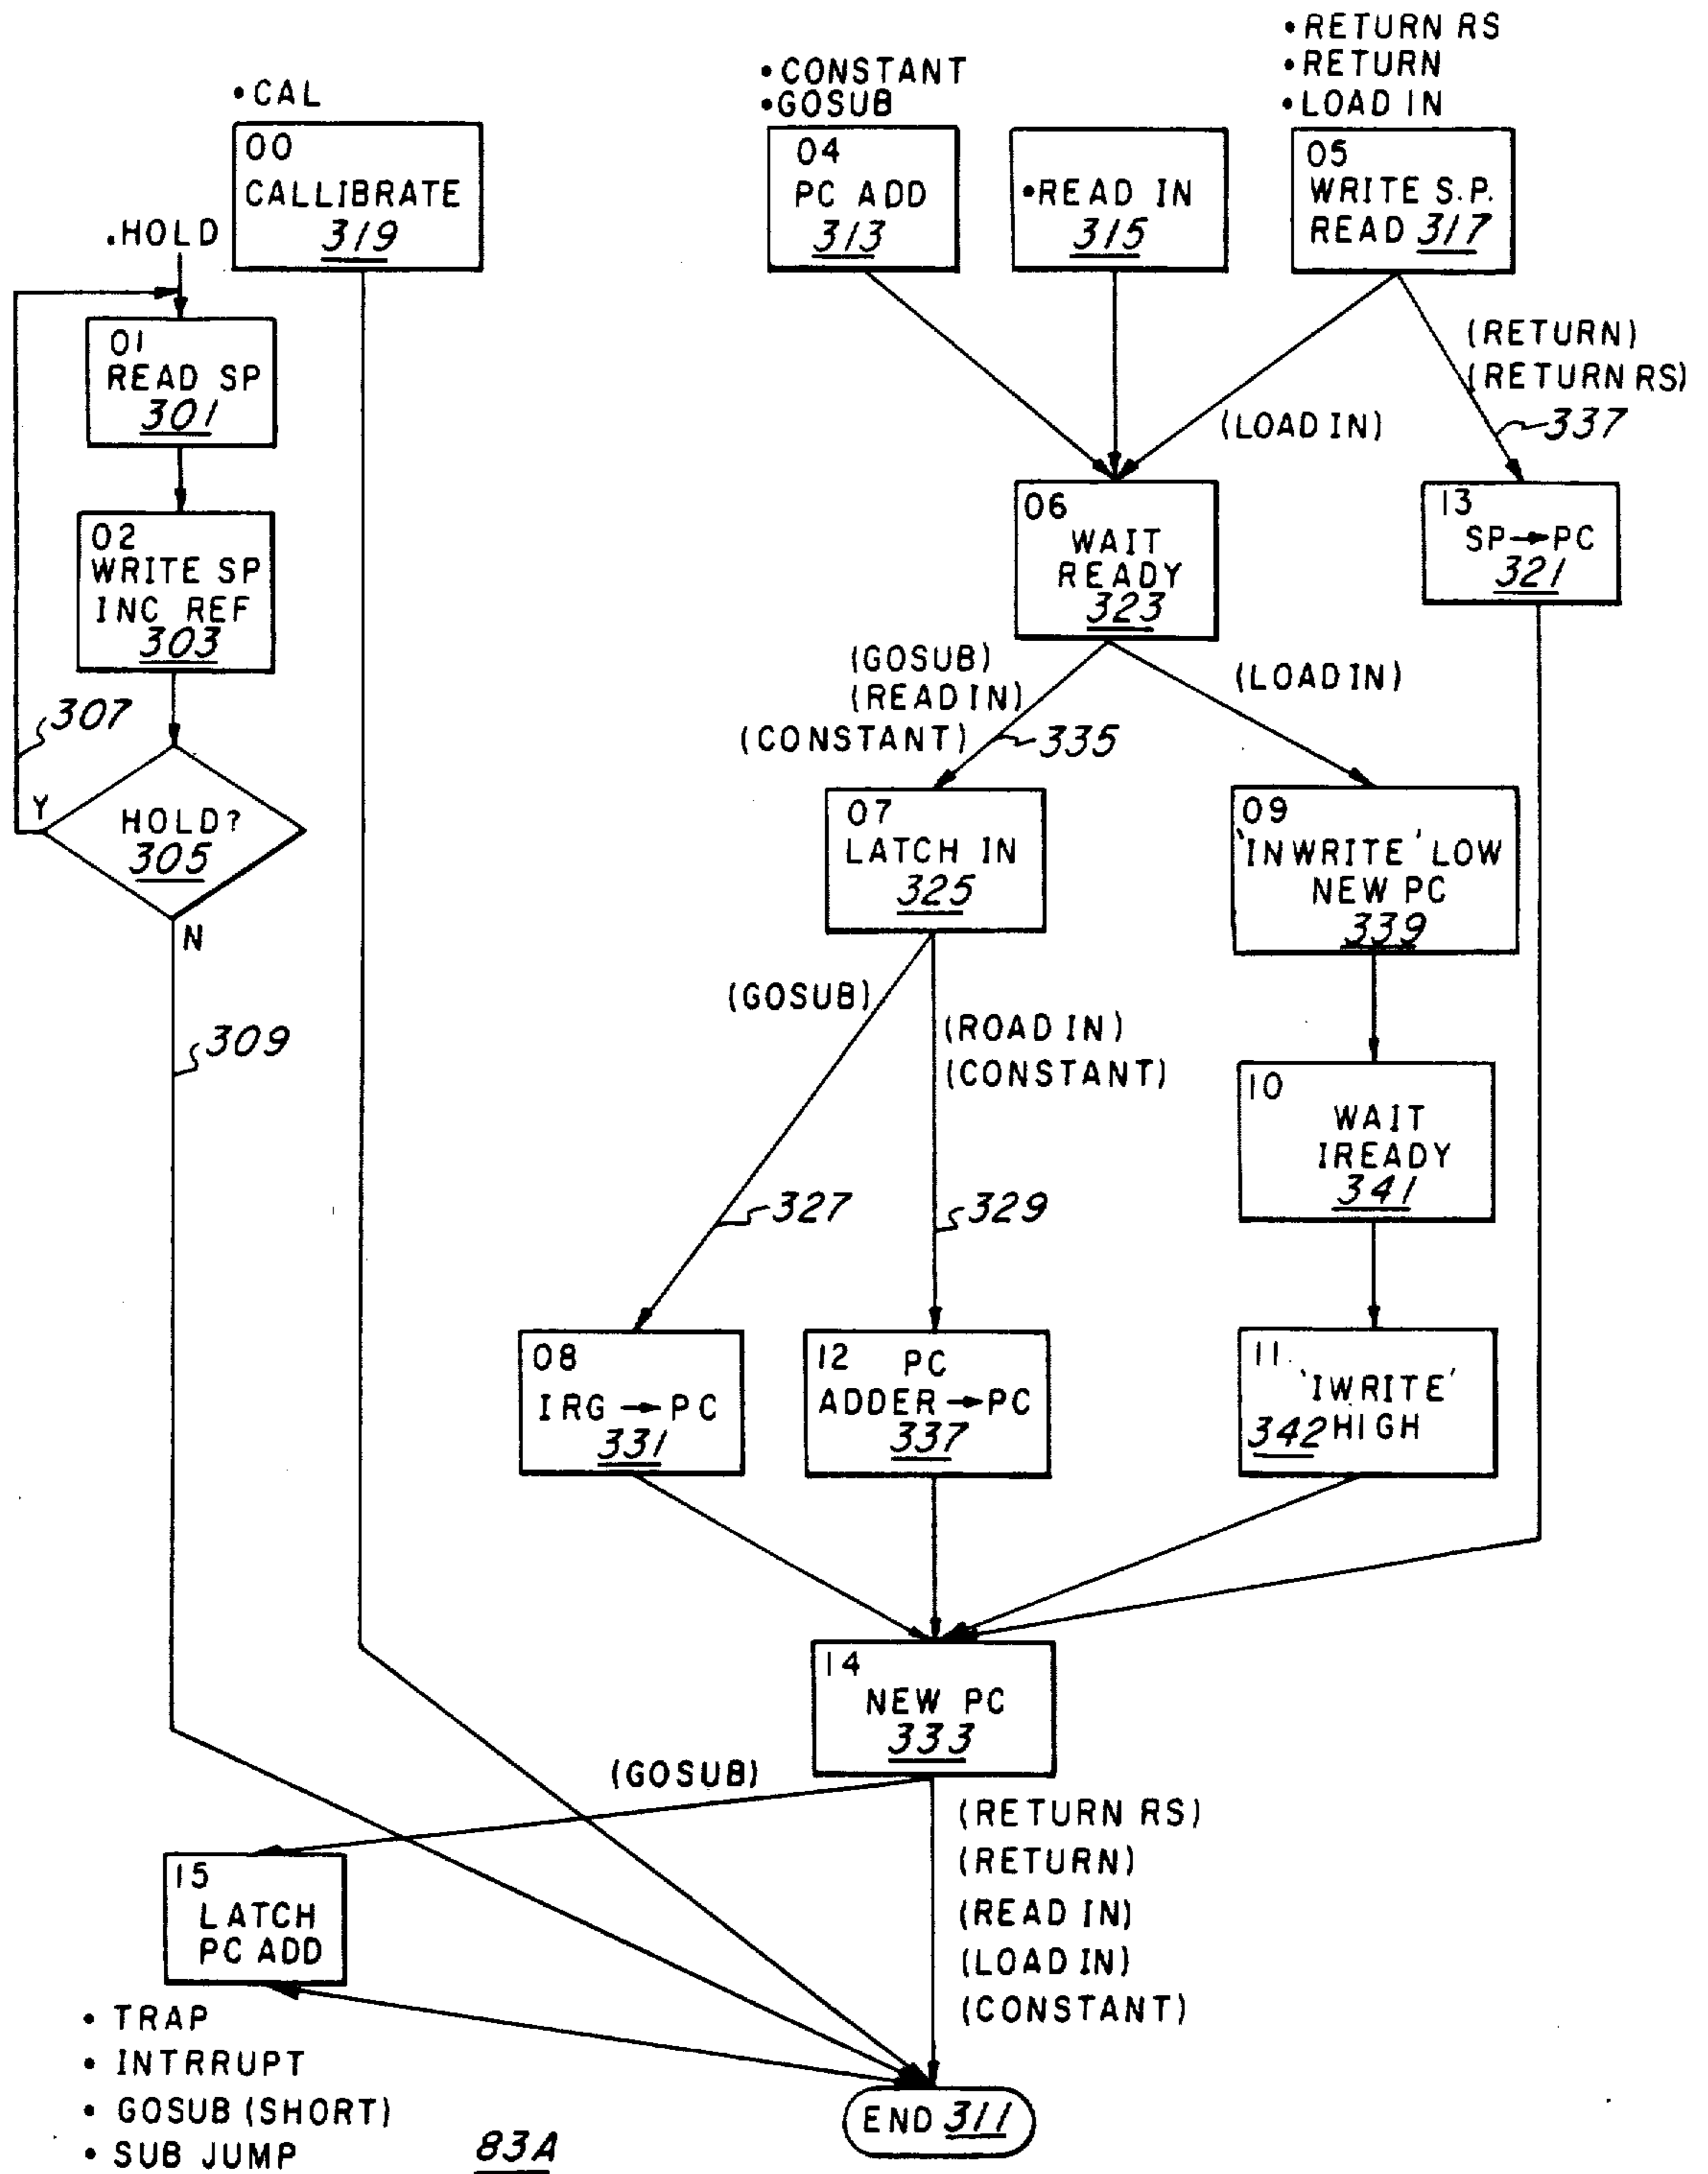 • RETURN RS
• RETURN
• LOAD IN
• CONSTANT
• GOSUB
• CAL
00
CALLIBRATE
319
04
PC ADD
313
• READ IN
315
05
WRITE S.P.
READ 317
.HOLD
01
READ SP
301
(RETURN)
(RETURN RS)
337
(LOAD IN)
02
WRITE SP
INC REF
303
06
WAIT
READY
323
13
SP→PC
321
(GOSUB)
(READ IN)
(CONSTANT)
335
(LOAD IN)
307
Y
HOLD?
305
N
07
LATCH IN
325
09
'INWRITE' LOW
NEW PC
339
(GOSUB)
(ROAD IN)
(CONSTANT)
309
10
WAIT
IREADY
341
327
329
08
IRG → PC
331
12 PC
ADDER → PC
337
11.
'IWRITE'
342 HIGH
14
NEW PC
333
(GOSUB)
(RETURN RS)
(RETURN)
(READ IN)
(LOAD IN)
(CONSTANT)
15
LATCH
PC ADD
• TRAP
• INTRRUPT
• GOSUB (SHORT)
• SUB JUMP
83A
END 311